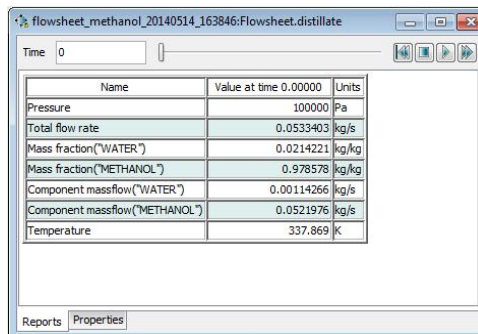 flowsheet_methanol_20140514_163846:Flowsheet.distillate
Time 0
Name Value at time 0.00000 Units
Pressure 100000 Pa
Total flow rate 0.0533403 kg/s
Mass fraction("WATER") 0.0214221 kg/kg
Mass fraction("METHANOL") 0.978578 kg/kg
Component massflow("WATER") 0.00114266 kg/s
Component massflow("METHANOL") 0.0521976 kg/s
Temperature 337.869 K
Reports Properties